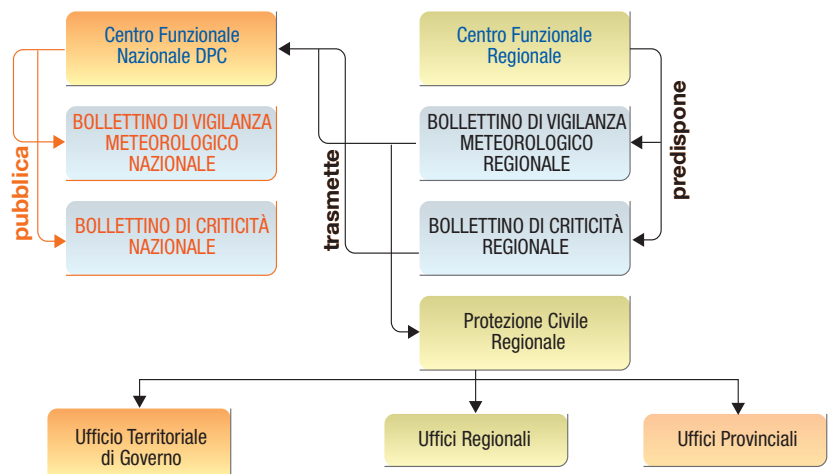 Centro Funzionale
Nazionale DPC
Centro Funzionale
Regionale
BOLLETTINO DI VIGILANZA
METEOROLOGICO
NAZIONALE
BOLLETTINO DI VIGILANZA
METEOROLOGICO
REGIONALE
pubblica
trasmette
predispone
BOLLETTINO DI CRITICITÀ
NAZIONALE
BOLLETTINO DI CRITICITÀ
REGIONALE
Protezione Civile
Regionale
Ufficio Territoriale
di Governo
Uffici Regionali
Uffici Provinciali